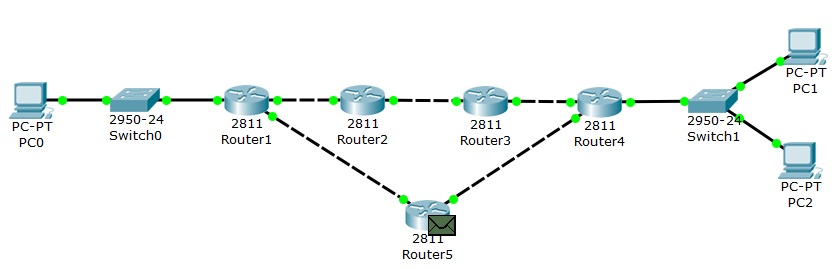 PC-PT
PC0
2950-24
Switch0
2811
Router1
2811
Router2
2811
Router3
2811
Router4
2950-24
Switch1
PC-PT
PC1
PC-PT
PC2
2811
Router5